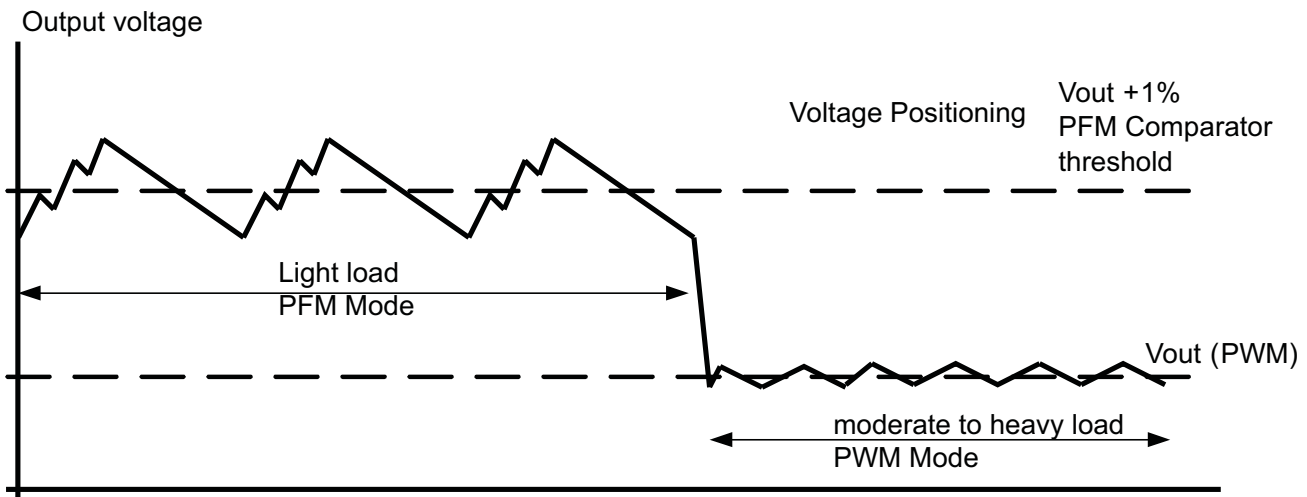 Output voltage
Voltage Positioning
Vout +1%
PFM Comparator
threshold
Light load
PFM Mode
Vout (PWM)
moderate to heavy load
PWM Mode